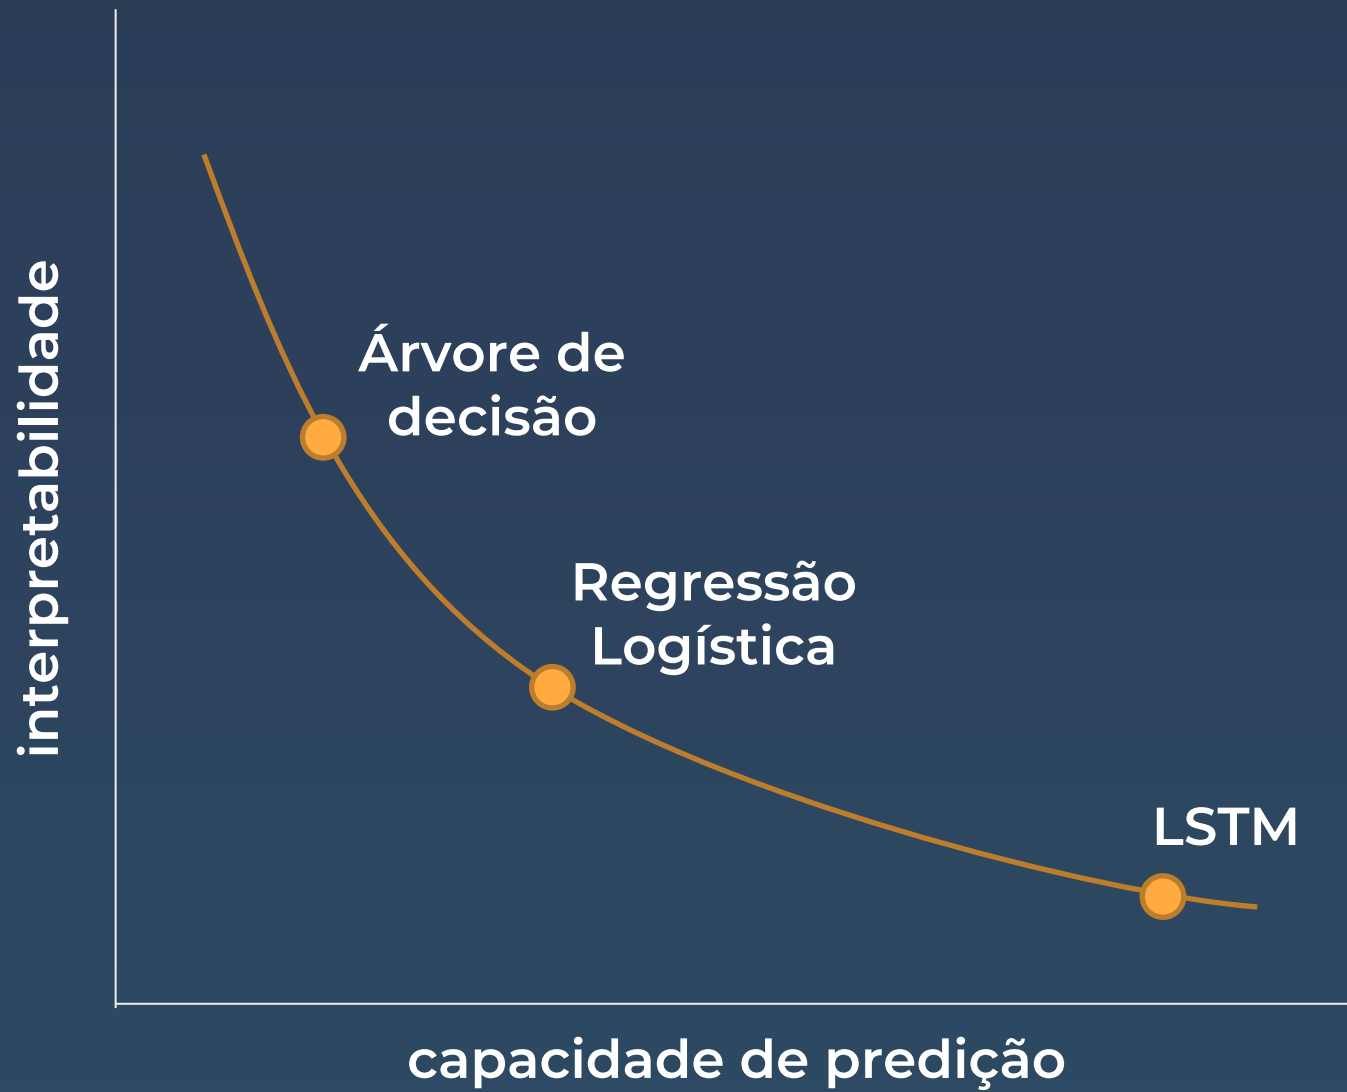 interpretabilidade
Árvore de
decisão
Regressão
Logística
LSTM
capacidade de predição